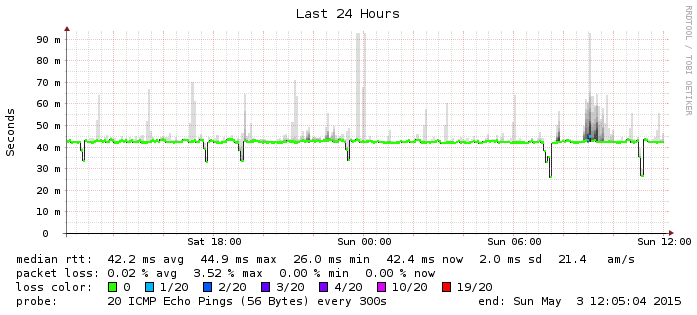 Last 24 Hours
RRDTOOL / TOBI OETIKER
Seconds
90 m
80 m
70 m
60 m
50 m
40 m
30 m
20 m
10 m
0
Sat 18:00 Sun 00:00 Sun 06:00 Sun 12:00
median rtt: 42.2 ms avg 44.9 ms max 26.0 ms min 42.4 ms now 2.0 ms sd 21.4 am/s
packet loss: 0.02 % avg 3.52 % max 0.00 % min 0.00 % now
loss color: 0 1/20 2/20 3/20 4/20 10/20 19/20
probe: 20 ICMP Echo Pings (56 Bytes) every 300s end: Sun May 3 12:05:04 2015